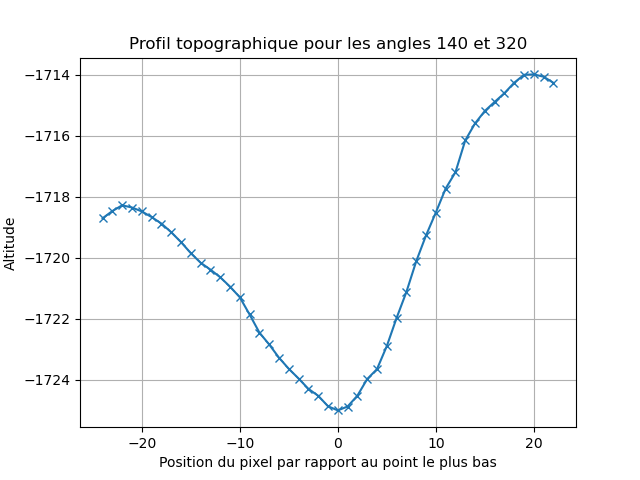 Profil topographique pour les angles 140 et 320
−1714
−1716
−1718
−1720
−1722
−1724
Altitude
−20 −10 0 10 20
Position du pixel par rapport au point le plus bas